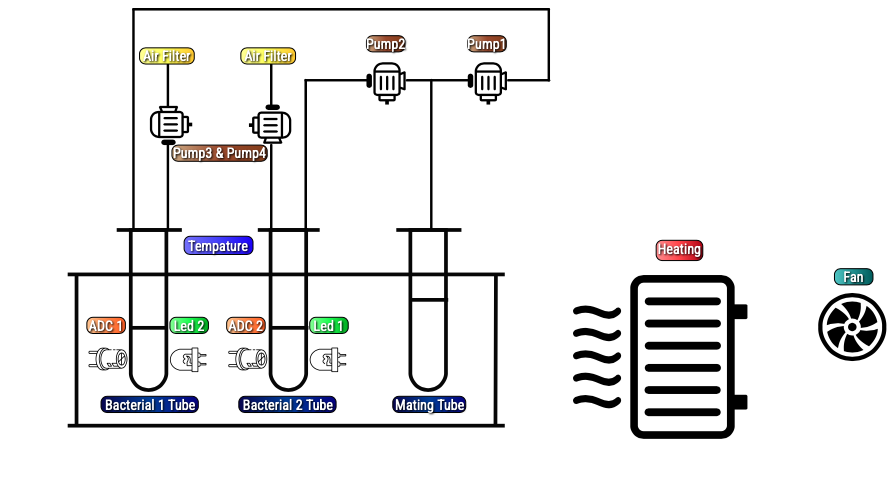 Pump2
Pump1
Air Filter
Air Filter
Pump3 & Pump4
Tempature
Heating
Fan
ADC 1
Led 2
ADC 2
Led 1
Bacterial 1 Tube
Bacterial 2 Tube
Mating Tube